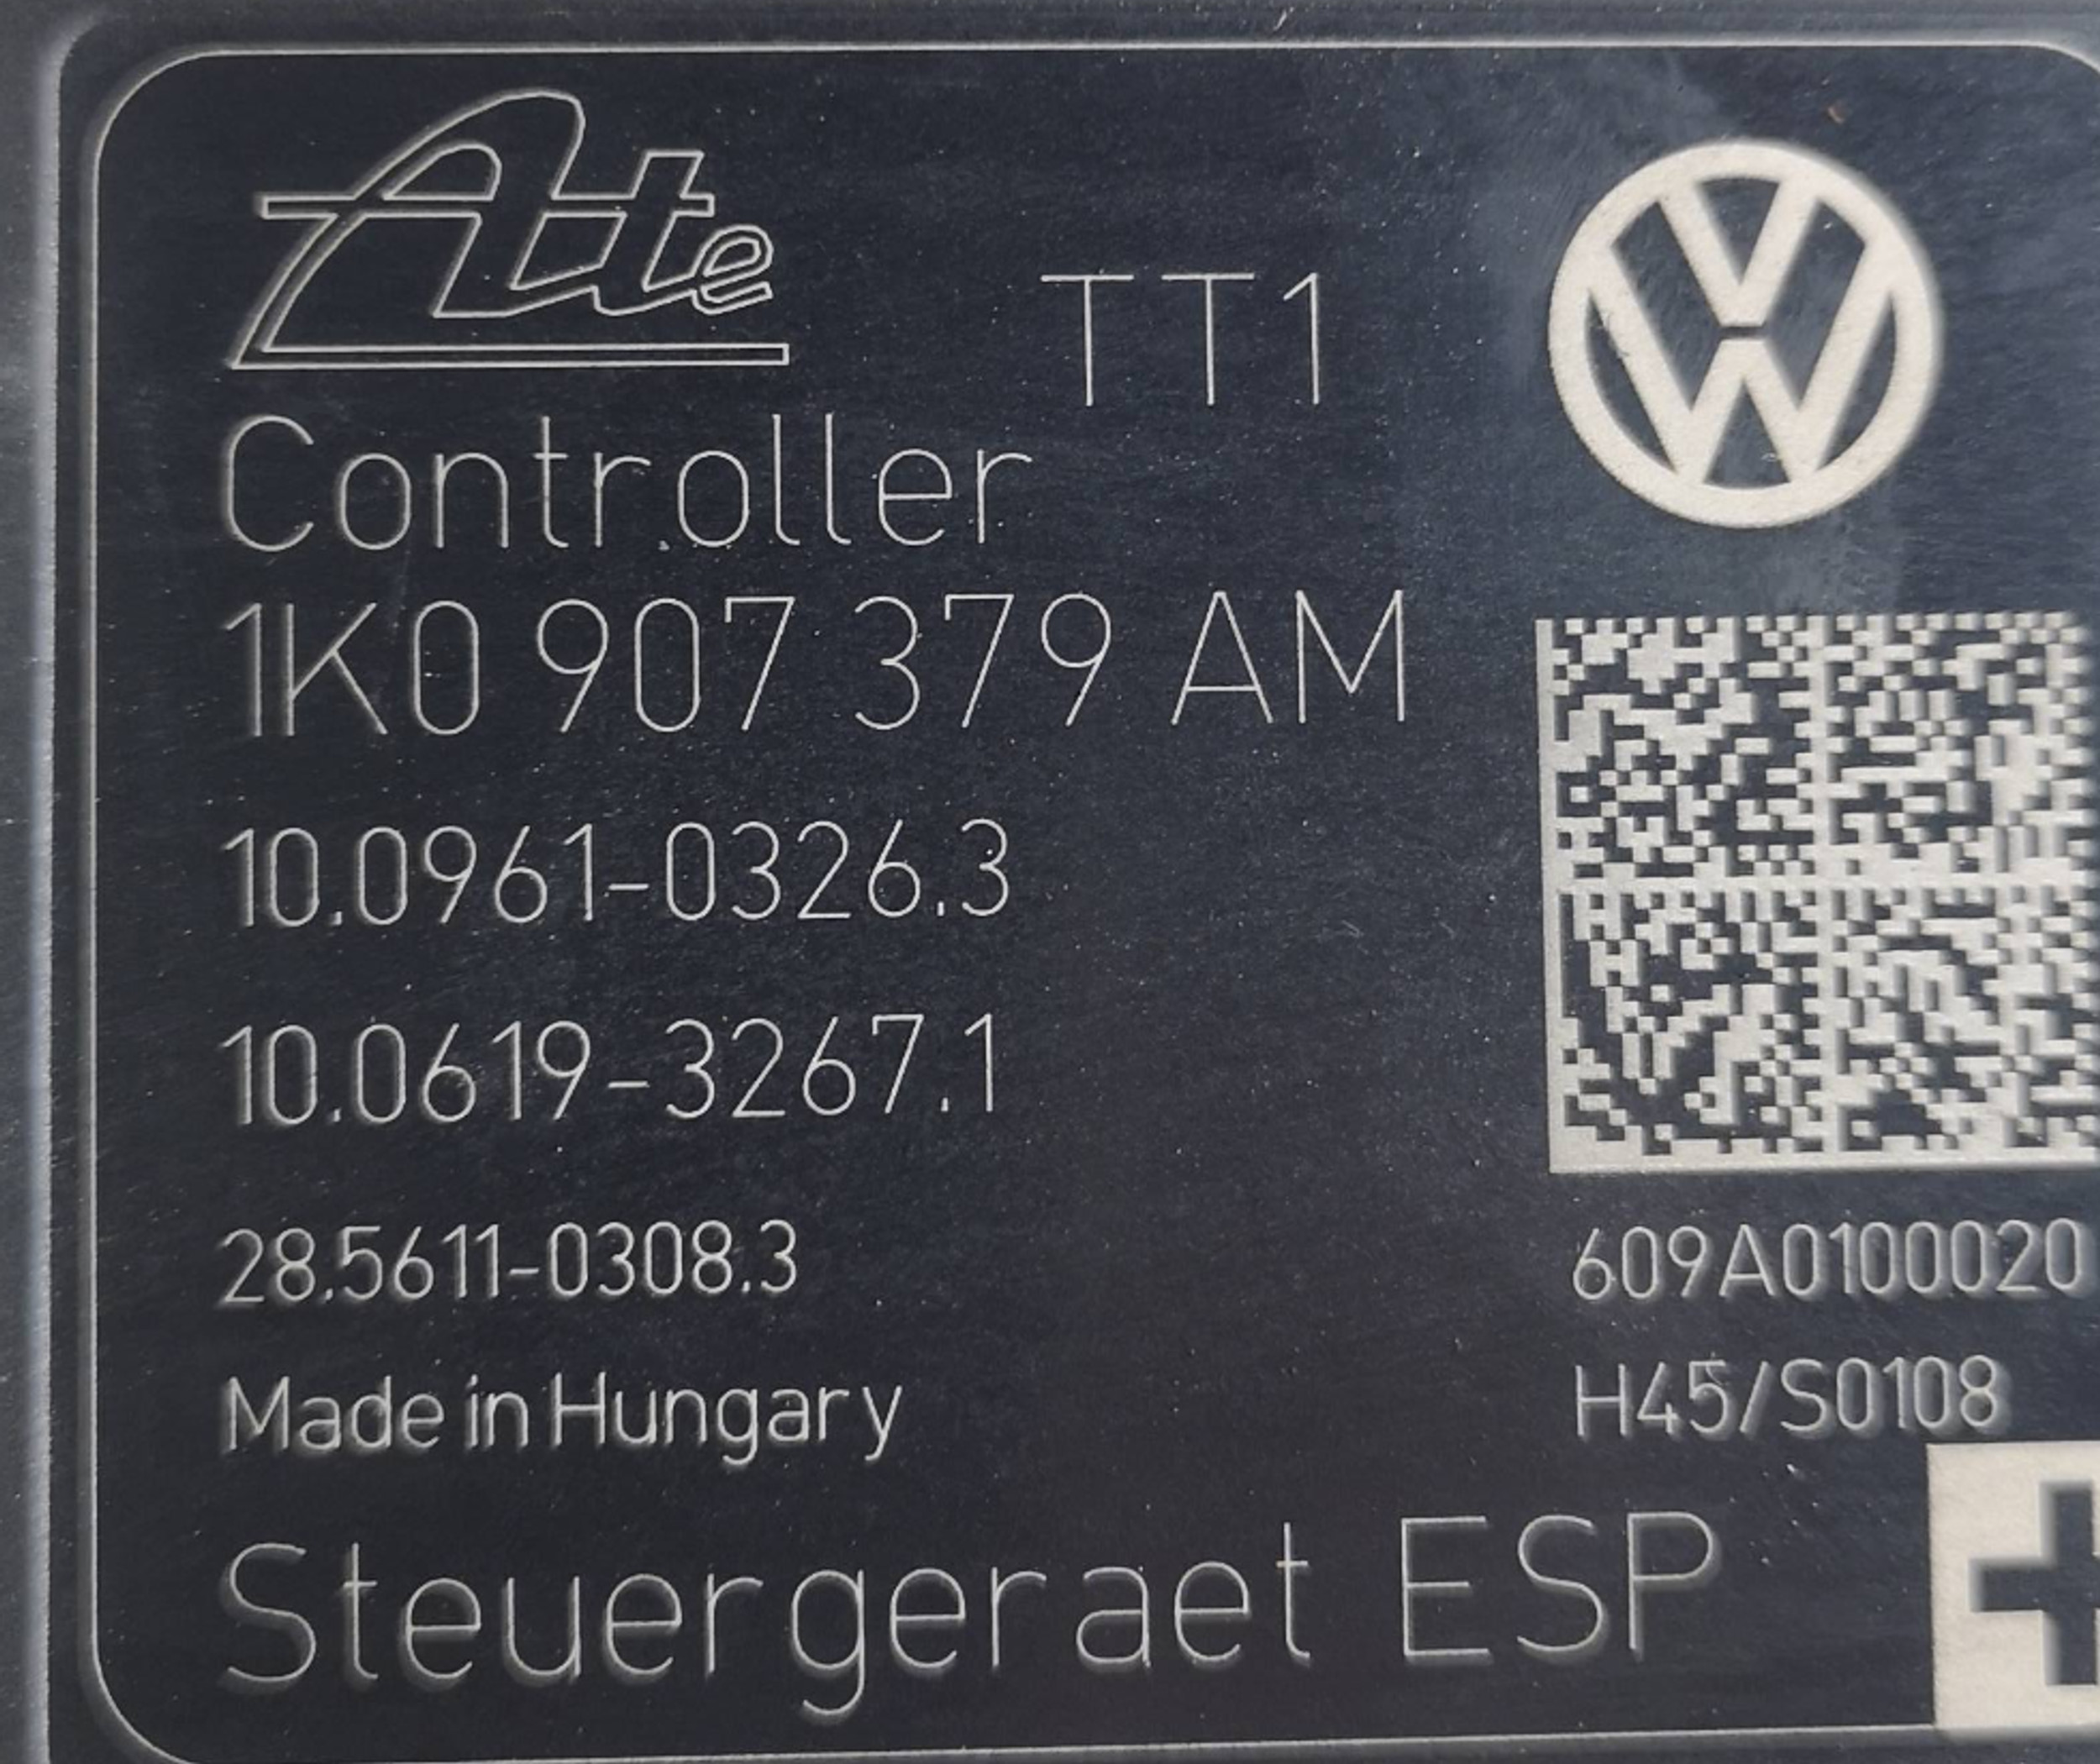 Ate
TT1
Controller
1K0 907 379 AM
10.0961-0326.3
10.0619-3267.1
28.5611-0308.3
609A0100020
Made in Hungary
H45/S0108
Steuergeraet ESP